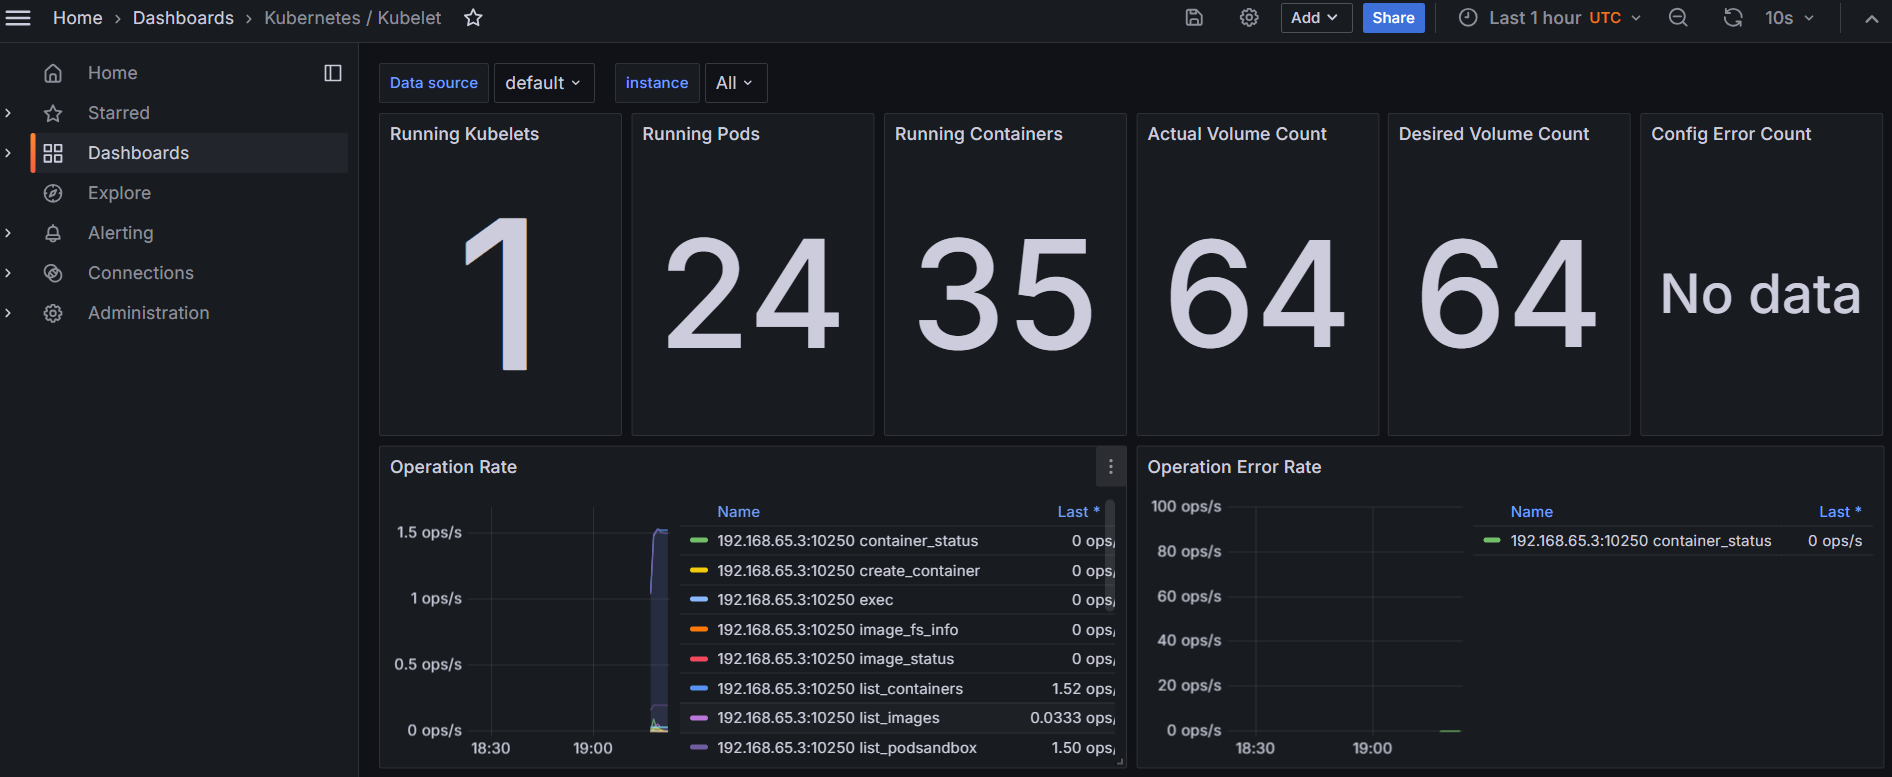 Home › Dashboards › Kubernetes / Kubelet
Add
Share
Last 1 hour UTC
10s
Home
Starred
Dashboards
Explore
Alerting
Connections
Administration
Data source default
instance All
Running Kubelets
1
Running Pods
24
Running Containers
35
Actual Volume Count
64
Desired Volume Count
64
Config Error Count
No data
Operation Rate
1.5 ops/s
1 ops/s
0.5 ops/s
0 ops/s
18:30 19:00
Name Last *
192.168.65.3:10250 container_status 0 ops/
192.168.65.3:10250 create_container 0 ops/
192.168.65.3:10250 exec 0 ops/
192.168.65.3:10250 image_fs_info 0 ops/
192.168.65.3:10250 image_status 0 ops/
192.168.65.3:10250 list_containers 1.52 ops/
192.168.65.3:10250 list_images 0.0333 ops/
192.168.65.3:10250 list_podsandbox 1.50 ops/
Operation Error Rate
100 ops/s
80 ops/s
60 ops/s
40 ops/s
20 ops/s
0 ops/s
18:30 19:00
Name Last *
192.168.65.3:10250 container_status 0 ops/s